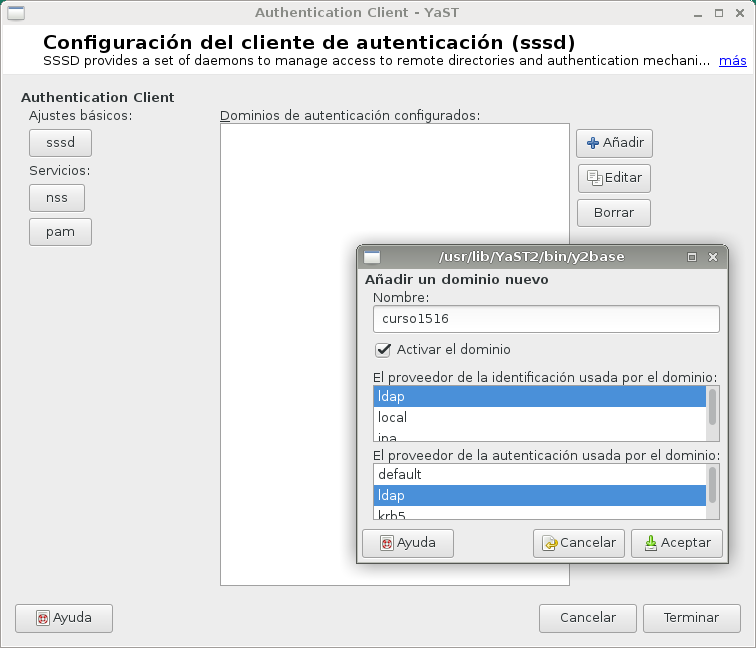 Authentication Client - YaST
Configuración del cliente de autenticación (sssd)
SSSD provides a set of daemons to manage access to remote directories and authentication mechani... más
Authentication Client
Ajustes básicos:
sssd
Servicios:
nss
pam
Dominios de autenticación configurados:
Añadir
Editar
Borrar
/usr/lib/YaST2/bin/y2base
Añadir un dominio nuevo
Nombre:
curso1516
Activar el dominio
El proveedor de la identificación usada por el dominio:
ldap
local
ipa
El proveedor de la autenticación usada por el dominio:
default
ldap
krb5
Ayuda
Cancelar
Aceptar
Ayuda
Cancelar
Terminar